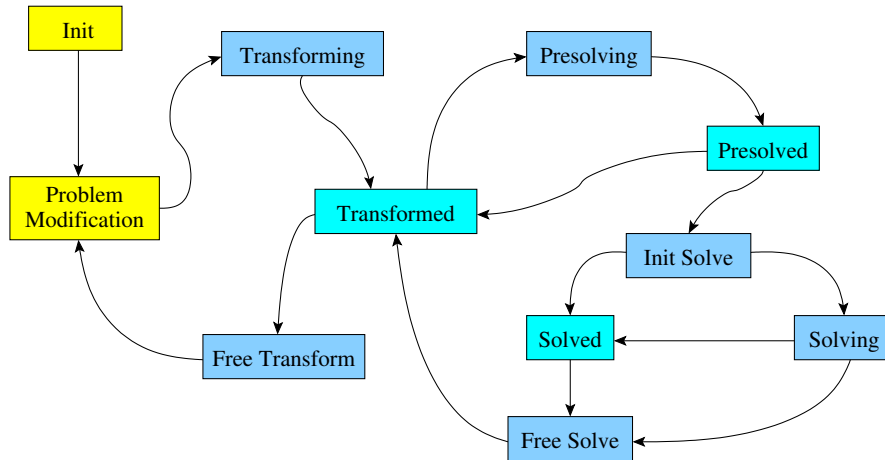 Init
Transforming
Presolving
Presolved
Problem
Modification
Transformed
Init Solve
Solved
Solving
Free Transform
Free Solve